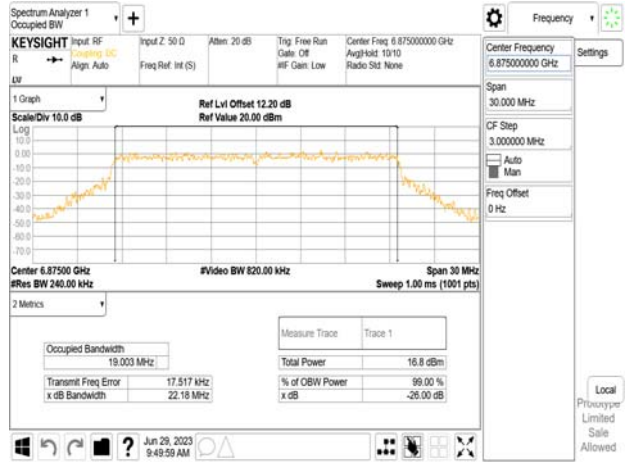 Spectrum Analyzer 1
Occupied BW
+
Frequency
KEYSIGHT
Input: RF
Coupling: DC
Align: Auto
Input Z: 50 Ω
Freq Ref: Int (S)
Atten: 20 dB
Trig: Free Run
Gate: Off
#IF Gain: Low
Center Freq: 6.875000000 GHz
Avg|Hold: 10/10
Radio Std: None
R
LM
1 Graph
Scale/Div 10.0 dB
Ref Lvl Offset 12.20 dB
Ref Value 20.00 dBm
Log
10.0
0.00
-10.0
-20.0
-30.0
-40.0
-50.0
-60.0
-70.0
Center 6.87500 GHz
#Res BW 240.00 kHz
#Video BW 820.00 kHz
Span 30 MHz
Sweep 1.00 ms (1001 pts)
2 Metrics
Measure Trace Trace 1
Occupied Bandwidth
19.003 MHz
Total Power 16.8 dBm
Transmit Freq Error 17.517 kHz
% of OBW Power 99.00 %
x dB Bandwidth 22.18 MHz
x dB -26.00 dB
Center Frequency
6.875000000 GHz
Settings
Span
30.000 MHz
CF Step
3.000000 MHz
Auto
Man
Freq Offset
0 Hz
Local
Prototype
Limited
Sale
Allowed
?
Jun 29, 2023
9:49:59 AM